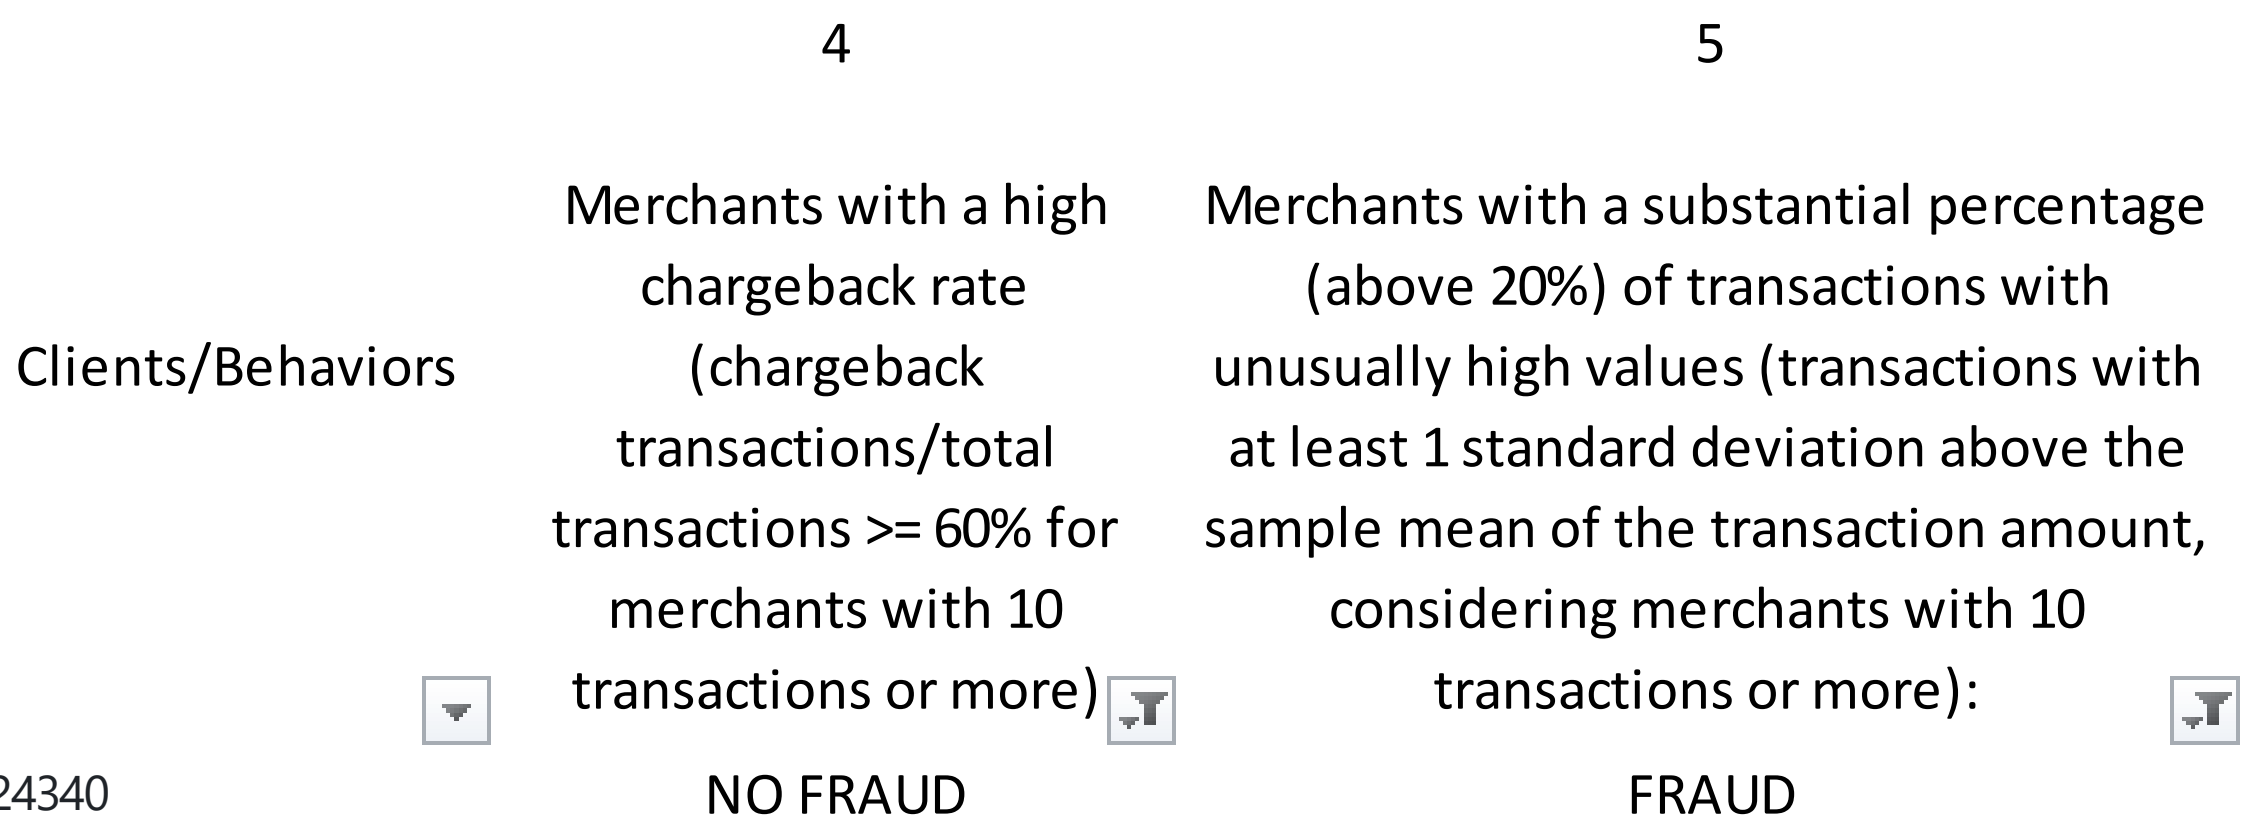 4
5
Merchants with a high
chargeback rate
(chargeback
transactions/total
transactions >= 60% for
merchants with 10
transactions or more)
Merchants with a substantial percentage
(above 20%) of transactions with
unusually high values (transactions with
at least 1 standard deviation above the
sample mean of the transaction amount,
considering merchants with 10
transactions or more):
Clients/Behaviors
24340
NO FRAUD
FRAUD